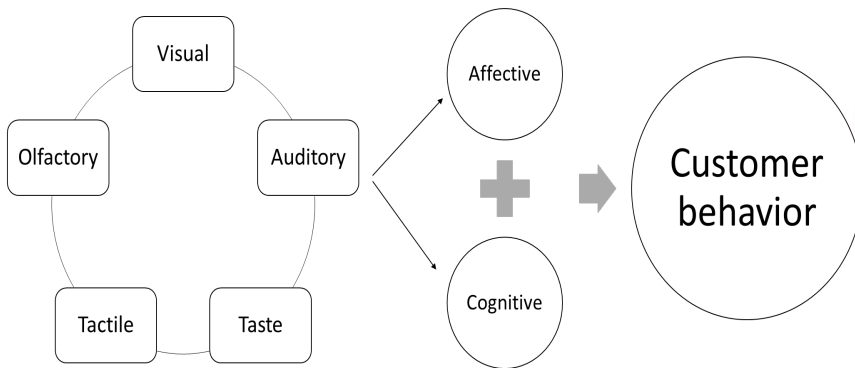 Visual
Olfactory
Auditory
Tactile
Taste
Affective
Cognitive
Customer
behavior